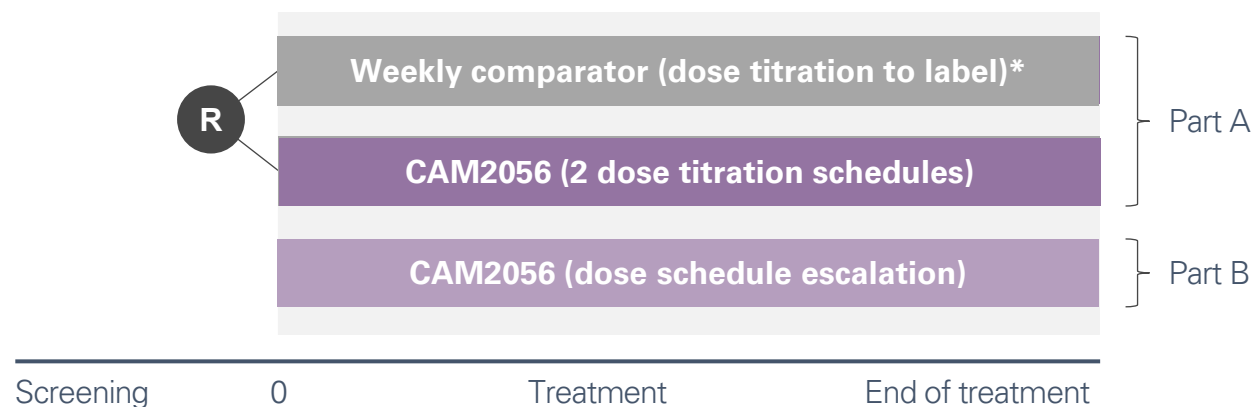 Weekly comparator (dose titration to label)*
R
Part A
CAM2056 (2 dose titration schedules)
CAM2056 (dose schedule escalation)
Part B
Screening 0 Treatment End of treatment